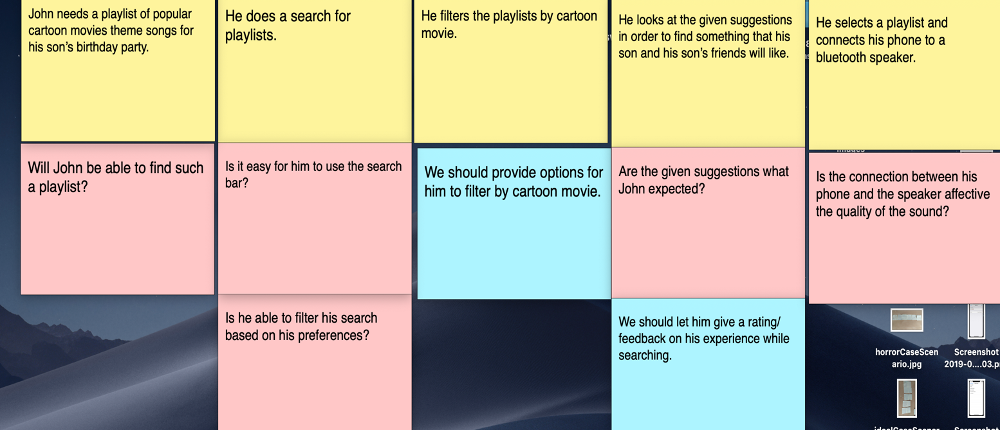 John needs a playlist of popular
cartoon movies theme songs for
his son’s birthday party.
He does a search for
playlists.
He filters the playlists by cartoon
movie.
He looks at the given suggestions
in order to find something that his
son and his son’s friends will like.
He selects a playlist and
connects his phone to a
bluetooth speaker.
Will John be able to find such
a playlist?
Is it easy for him to use the search
bar?
We should provide options for
him to filter by cartoon movie.
Are the given suggestions what
John expected?
Is the connection between his
phone and the speaker affective
the quality of the sound?
Is he able to filter his search
based on his preferences?
We should let him give a rating/
feedback on his experience while
searching.
horrorCaseScen
ario.jpg
Screenshot
2019-0....03.p